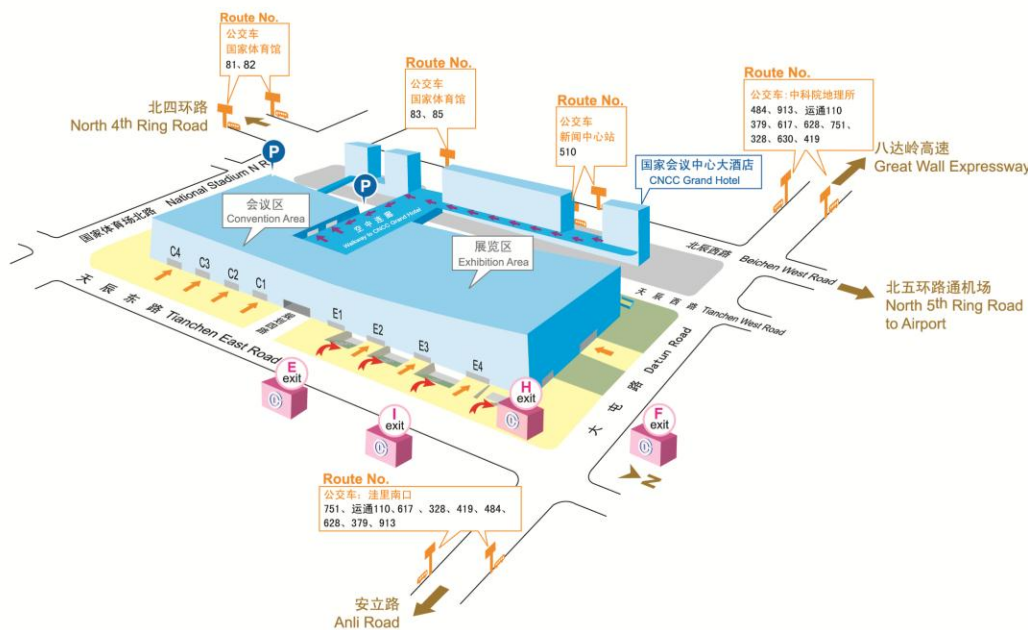 Route No.
公交车
国家体育馆
81、82
Route No.
公交车
国家体育馆
83、85
Route No.
公交车
新闻中心站
510
Route No.
公交车:中科院地理所
484、913、运通110
379、617、628、751、
328、630、419
北四环路
North 4th Ring Road
八达岭高速
Great Wall Expressway
国家会议中心大酒店
CNCC Grand Hotel
P
P
国家体育场北路 National Stadium N R
会议区
Convention Area
空中连廊
Walkway to CNCC Grand Hotel
展览区
Exhibition Area
北辰西路 Beichen West Road
天辰西路 Tianchen West Road
北五环路通机场
North 5th Ring Road
to Airport
C4
C3
C2
C1
E1
E2
E3
E4
天辰东路 Tianchen East Road
大屯路 Datun Road
E
exit
I
exit
H
exit
F
exit
N
Route No.
公交车：洼里南口
751、运通110、617 、328、419、484、
628、379、913
安立路
Anli Road